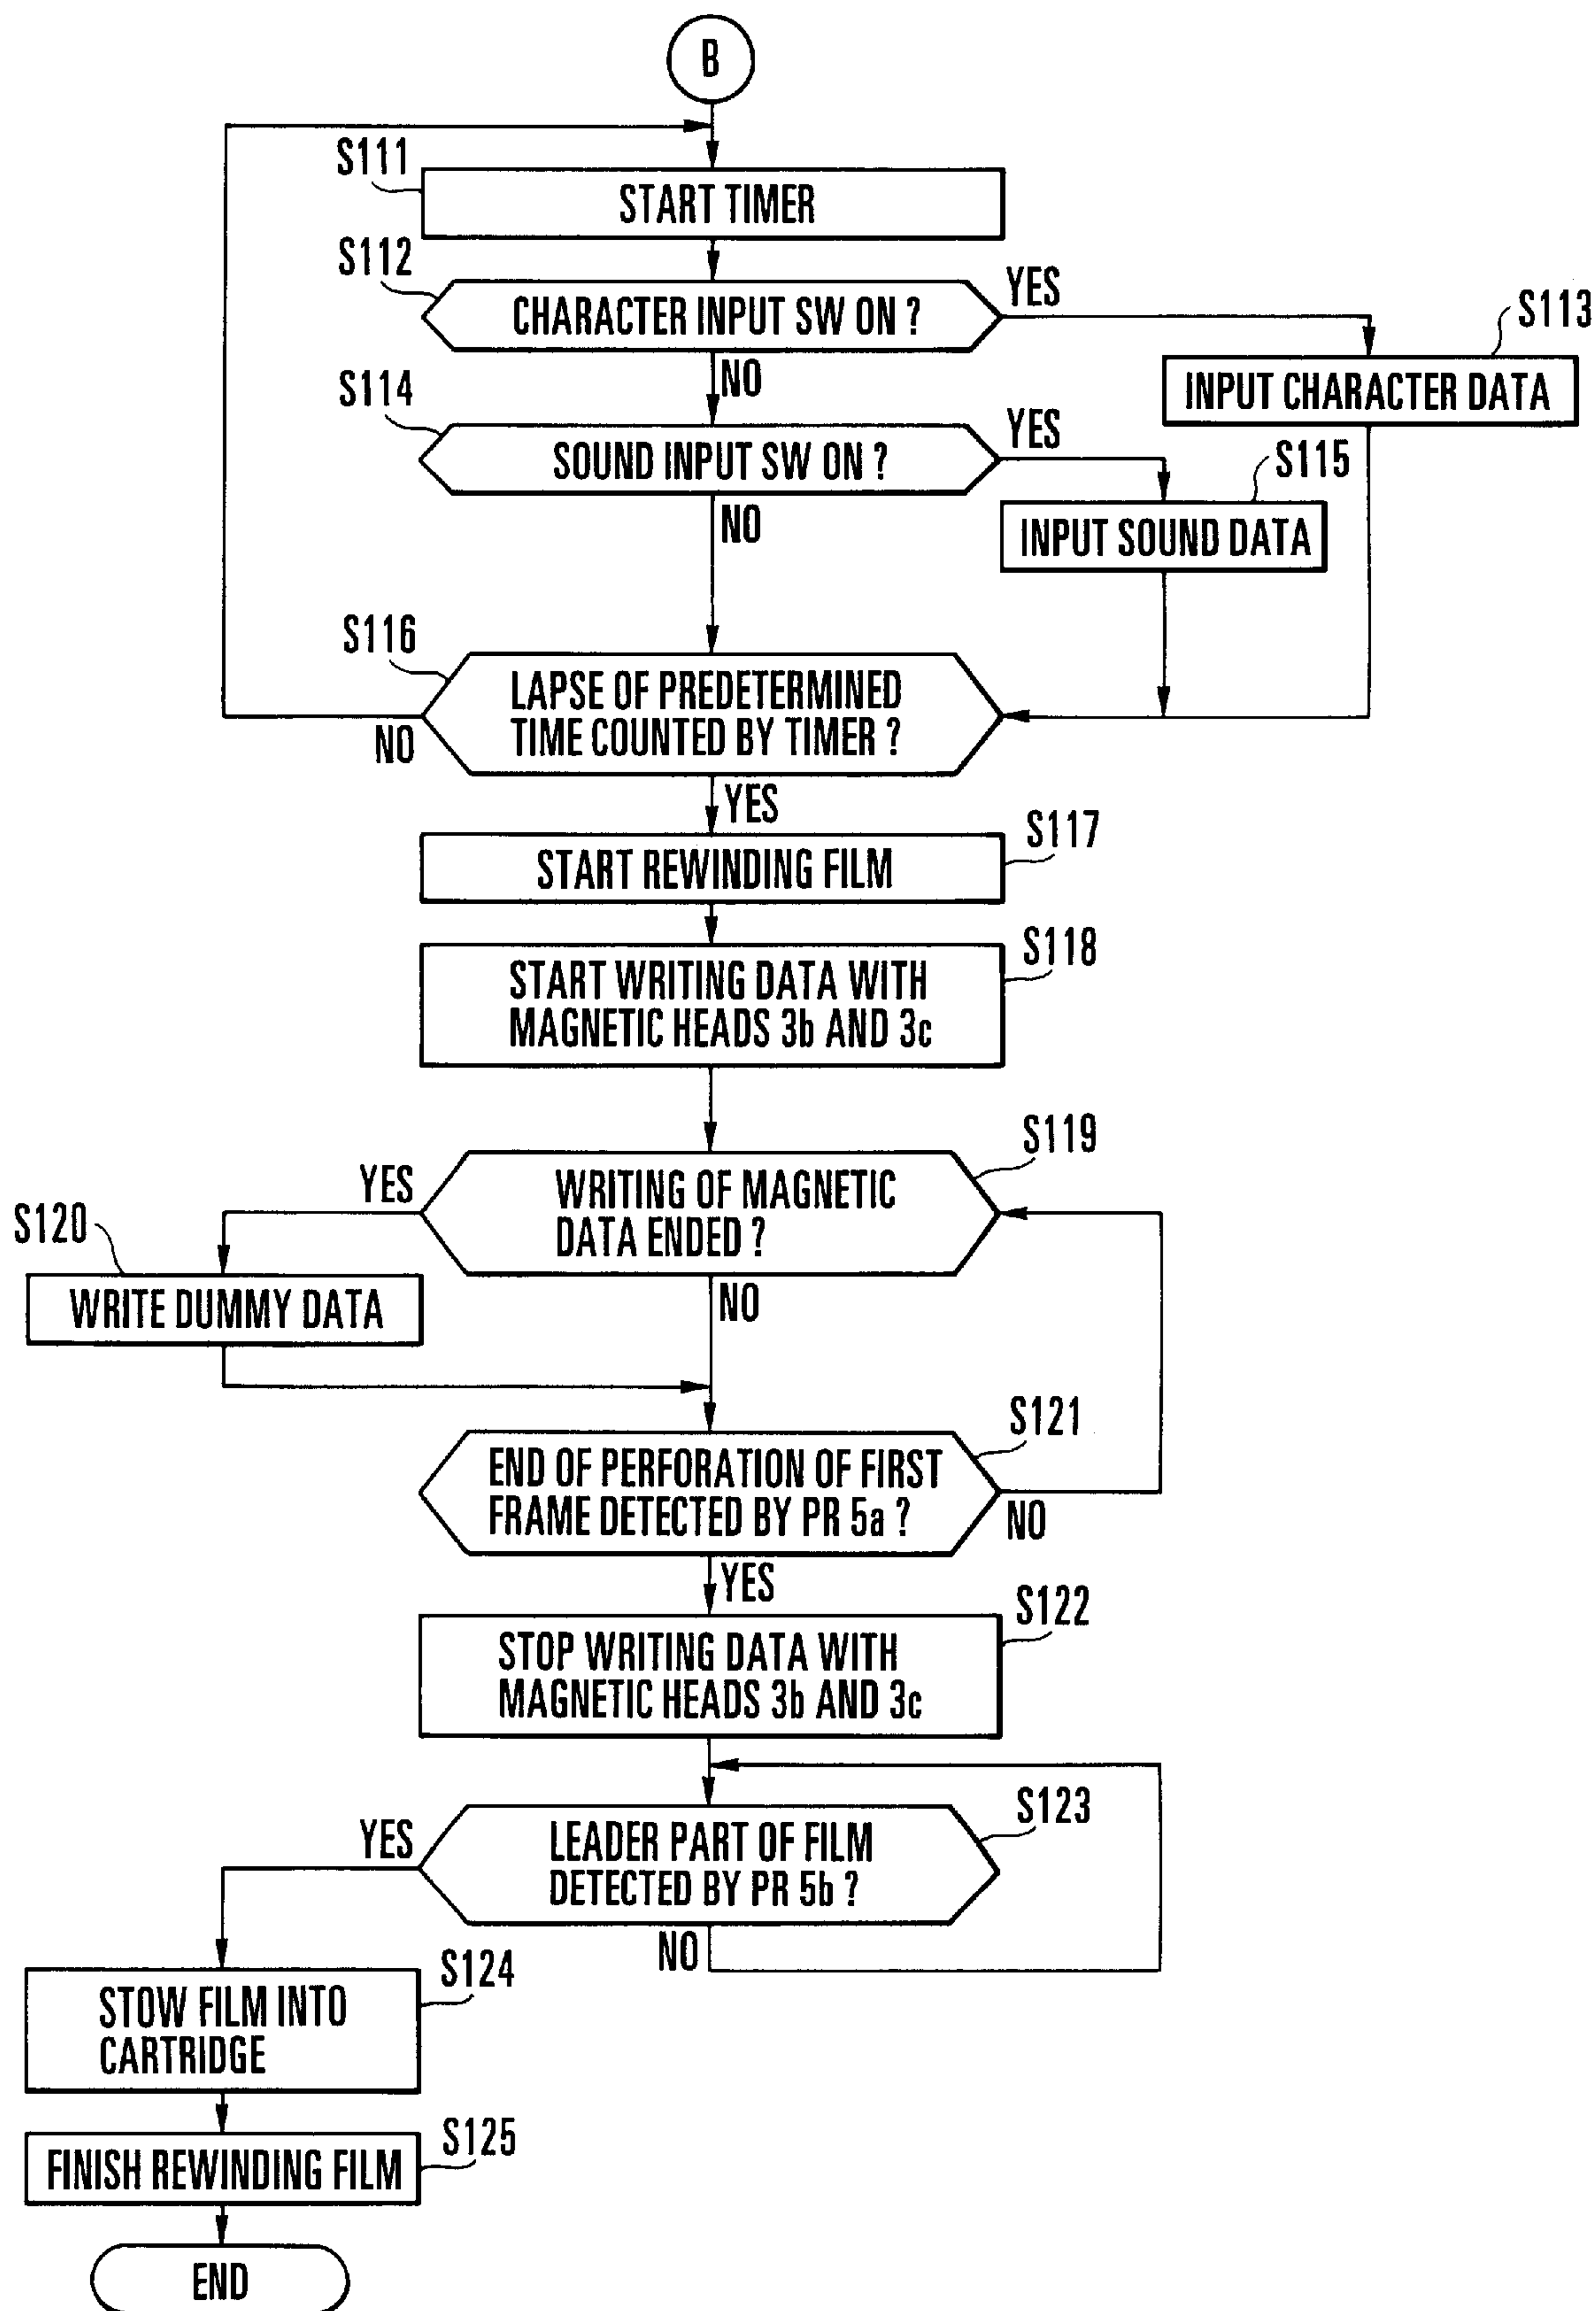 B
S111
START TIMER
S112
CHARACTER INPUT SW ON ?
YES
S113
INPUT CHARACTER DATA
NO
S114
SOUND INPUT SW ON ?
YES
S115
INPUT SOUND DATA
NO
S116
LAPSE OF PREDETERMINED
TIME COUNTED BY TIMER ?
NO
YES
S117
START REWINDING FILM
S118
START WRITING DATA WITH
MAGNETIC HEADS 3b AND 3c
S119
WRITING OF MAGNETIC
DATA ENDED ?
YES
S120
WRITE DUMMY DATA
NO
S121
END OF PERFORATION OF FIRST
FRAME DETECTED BY PR 5a ?
NO
YES
S122
STOP WRITING DATA WITH
MAGNETIC HEADS 3b AND 3c
S123
LEADER PART OF FILM
DETECTED BY PR 5b ?
YES
NO
S124
STOW FILM INTO
CARTRIDGE
S125
FINISH REWINDING FILM
END